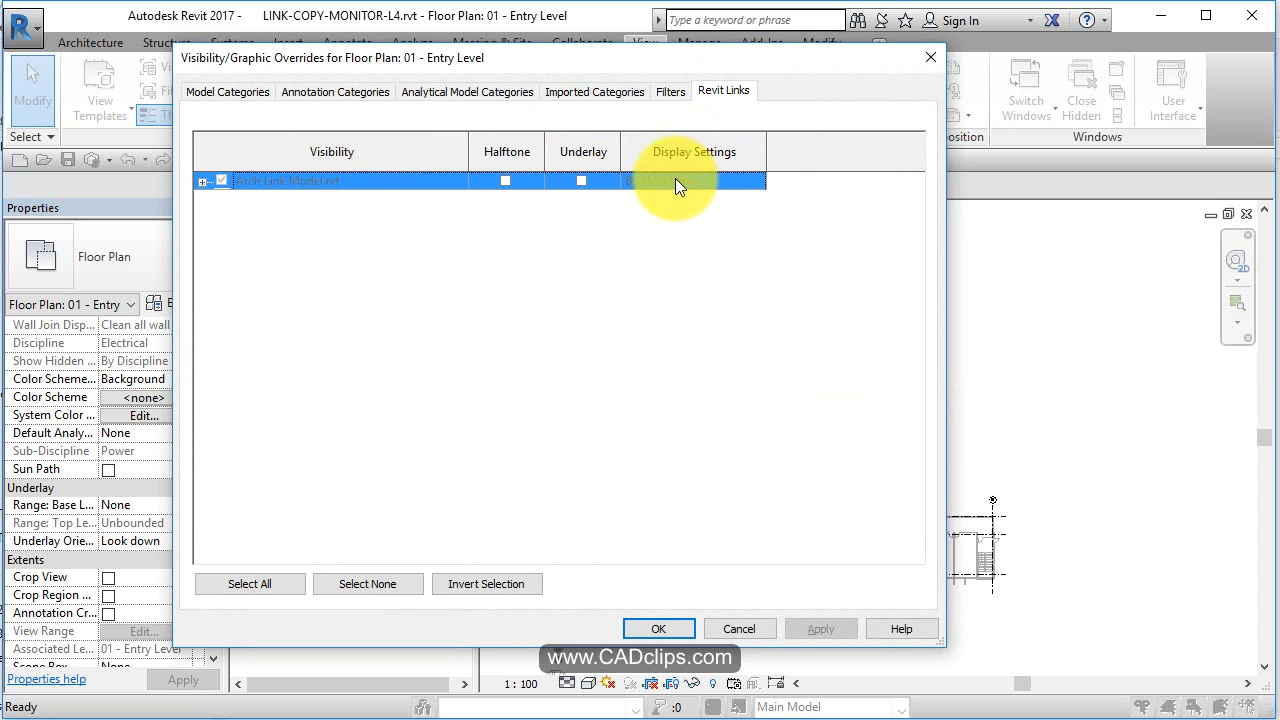 Autodesk Revit 2017 - LINK-COPY-MONITOR-L4.rvt - Floor Plan: 01 - Entry Level
Type a keyword or phrase
Sign In
Architecture
View
Modify
Visibility/Graphic Overrides for Floor Plan: 01 - Entry Level
Model Categories
Annotation Categories
Analytical Model Categories
Imported Categories
Filters
Revit Links
Modify
View
Templates
Switch
Windows
Close
Hidden
User
Interface
Select
Windows
Visibility
Halftone
Underlay
Display Settings
Arch Link Model.rvt
Properties
Floor Plan
Floor Plan: 01 - Entry
Wall Join Disp... Clean all wall
Discipline Electrical
Show Hidden ... By Discipline
Color Scheme... Background
Color Scheme <none>
System Color ... Edit...
Default Analy... None
Sub-Discipline Power
Sun Path
Underlay
Range: Base L... None
Range: Top Le... Unbounded
Underlay Orie... Look down
Extents
Crop View
Crop Region ...
Annotation Cr...
View Range Edit...
Associated Le... 01 - Entry Level
Scope Box None
Properties help
Apply
Select All
Select None
Invert Selection
OK
Cancel
Apply
Help
www.CADclips.com
1 : 100
Ready
:0
Main Model
2D